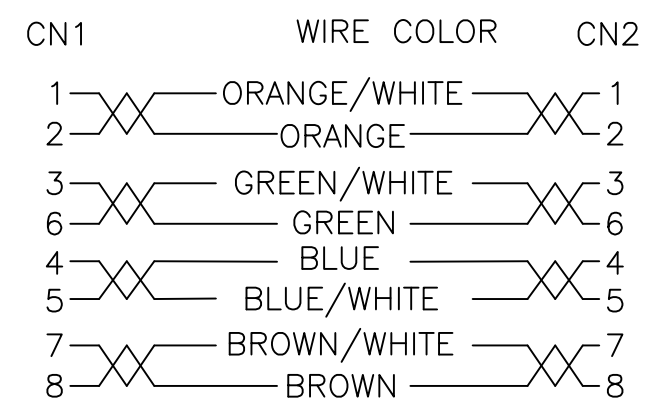 CN1 WIRE COLOR CN2
1 ORANGE/WHITE 1
2 ORANGE 2
3 GREEN/WHITE 3
6 GREEN 6
4 BLUE 4
5 BLUE/WHITE 5
7 BROWN/WHITE 7
8 BROWN 8